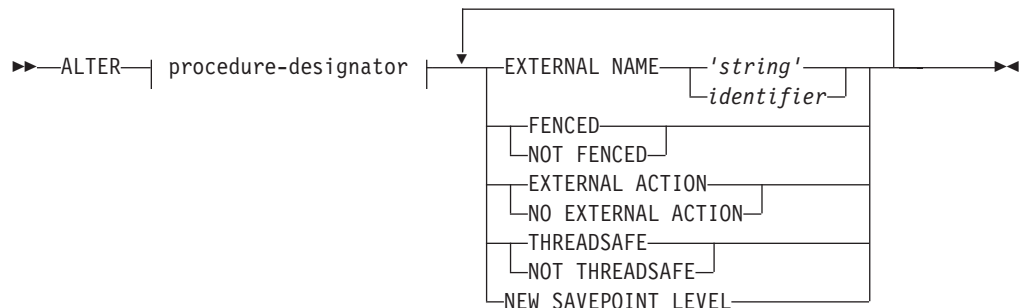 ALTER procedure-designator EXTERNAL NAME 'string'
identifier
FENCED
NOT FENCED
EXTERNAL ACTION
NO EXTERNAL ACTION
THREADSAFE
NOT THREADSAFE
NEW SAVEPOINT LEVEL